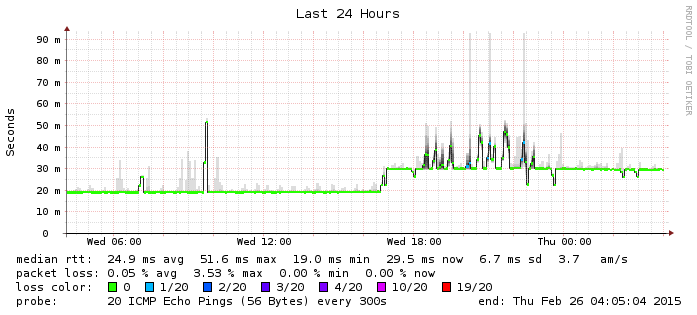 Last 24 Hours
RRDTOOL / TOBI OETIKER
Seconds
90 m
80 m
70 m
60 m
50 m
40 m
30 m
20 m
10 m
0 m
Wed 06:00 Wed 12:00 Wed 18:00 Thu 00:00
median rtt: 24.9 ms avg 51.6 ms max 19.0 ms min 29.5 ms now 6.7 ms sd 3.7 am/s
packet loss: 0.05 % avg 3.53 % max 0.00 % min 0.00 % now
loss color: 0 1/20 2/20 3/20 4/20 10/20 19/20
probe: 20 ICMP Echo Pings (56 Bytes) every 300s end: Thu Feb 26 04:05:04 2015